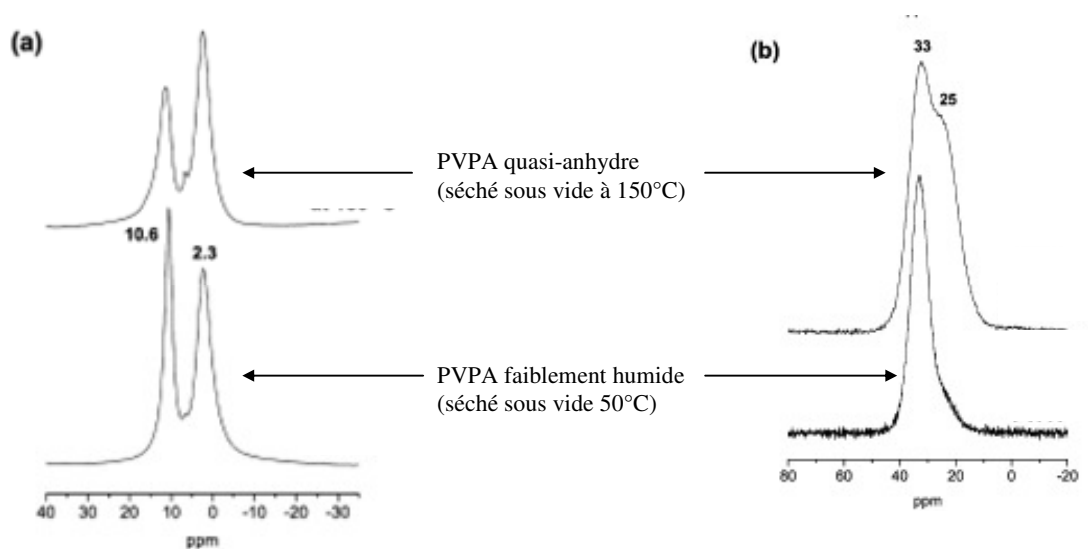 (a)
(b)
33
25
PVPA quasi-anhydre
(séché sous vide à 150°C)
10.6
2.3
PVPA faiblement humide
(séché sous vide 50°C)
40 30 20 10 0 -10 -20 -30
ppm
80 60 40 20 0 -20
ppm